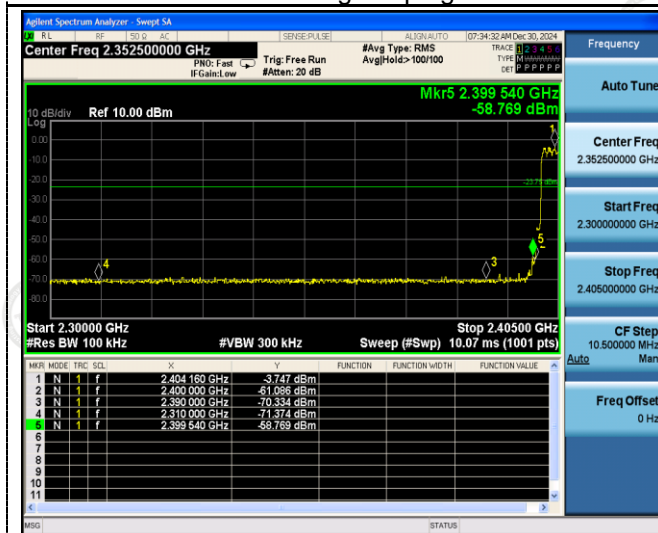 Agilent Spectrum Analyzer - Swept SA
RL RF 50 Ω AC SENSE:PULSE ALIGNAUTO 07:34:32 AM Dec 30, 2024
Center Freq 2.352500000 GHz #Avg Type: RMS TRACE 1 2 3 4 5 6
PNO: Fast Trig: Free Run Avg|Hold:>100/100 TYPE M
IFGain:Low #Atten: 20 dB DET P P P P P P
Mkr5 2.399 540 GHz
10 dB/div Ref 10.00 dBm -58.769 dBm
Log
1
0.00
-10.0
-20.0
-23.75 dBm
-30.0
-40.0
-50.0
5
-60.0
4 3
-70.0
-80.0
Start 2.30000 GHz Stop 2.40500 GHz
#Res BW 100 kHz #VBW 300 kHz Sweep (#Swp) 10.07 ms (1001 pts)
MKR MODE TRC SCL X Y FUNCTION FUNCTION WIDTH FUNCTION VALUE
1 N 1 f 2.404 160 GHz -3.747 dBm
2 N 1 f 2.400 000 GHz -61.086 dBm
3 N 1 f 2.390 000 GHz -70.334 dBm
4 N 1 f 2.310 000 GHz -71.374 dBm
5 N 1 f 2.399 540 GHz -58.769 dBm
6
7
8
9
10
11
MSG STATUS
Frequency
Auto Tune
Center Freq
2.352500000 GHz
Start Freq
2.300000000 GHz
Stop Freq
2.405000000 GHz
CF Step
10.500000 MHz
Auto Man
Freq Offset
0 Hz